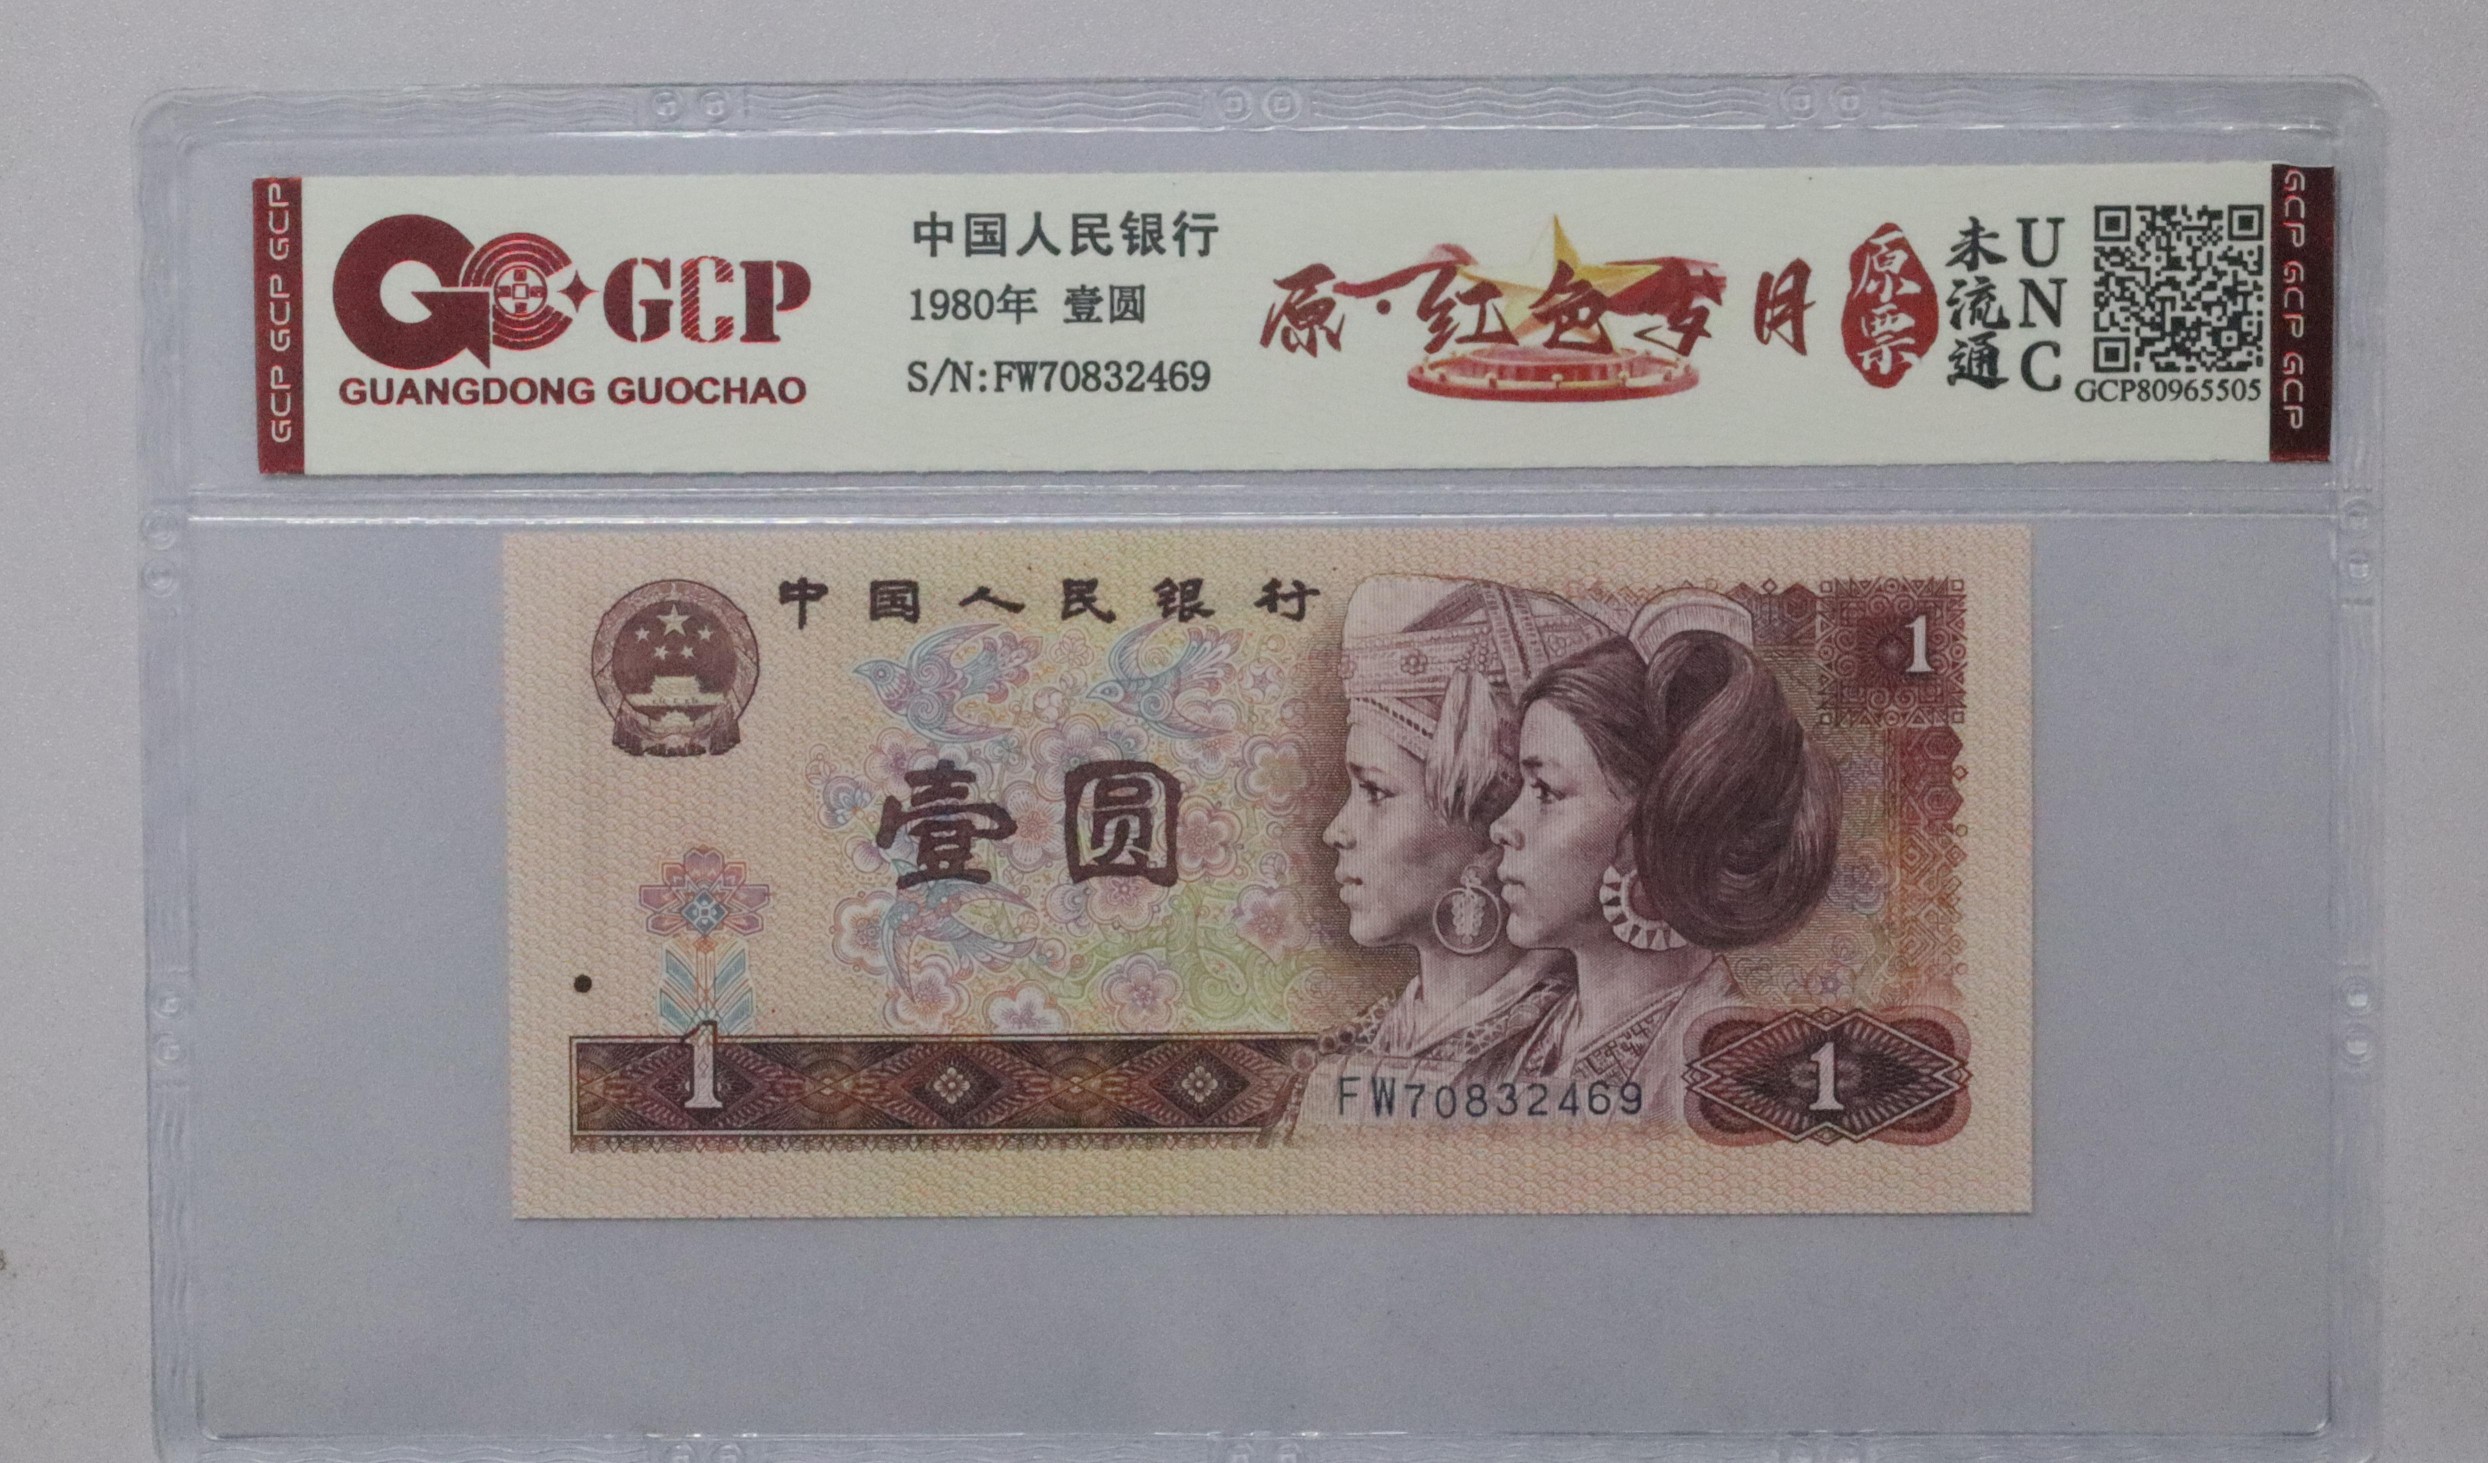 GCP GCP GCP
GCP
GUANGDONG GUOCHAO
中国人民银行
1980年 壹圆
S/N:FW70832469
原·红色岁月
原票
未流通
UNC
GCP80965505
GCP GCP GCP
中国人民银行
1
壹圆
1
FW70832469
1